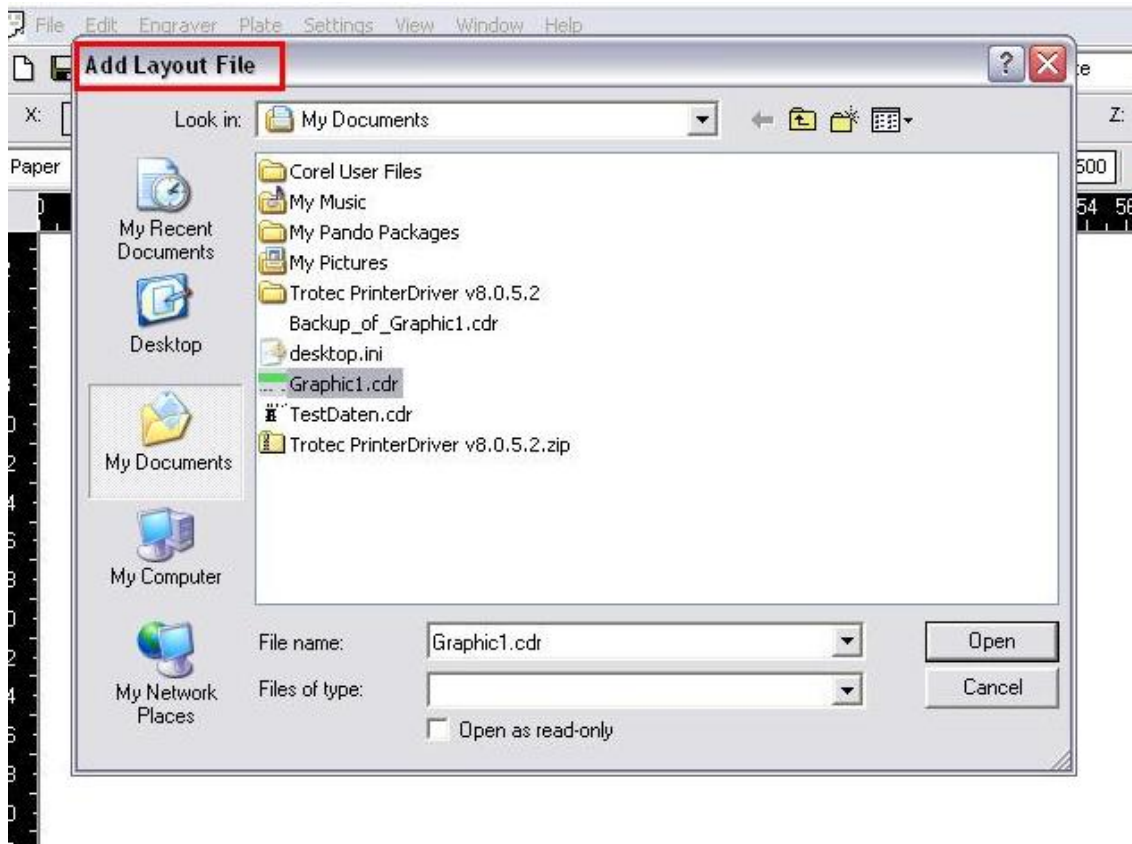 File Edit Engraver Plate Settings View Window Help
Add Layout File
X:
Look in: My Documents
Z:
Paper
500
Corel User Files
My Music
My Pando Packages
My Pictures
Trotec PrinterDriver v8.0.5.2
Backup_of_Graphic1.cdr
desktop.ini
Graphic1.cdr
TestDaten.cdr
Trotec PrinterDriver v8.0.5.2.zip
My Recent
Documents
Desktop
My Documents
My Computer
My Network
Places
54
File name: Graphic1.cdr
Open
Files of type:
Cancel
Open as read-only